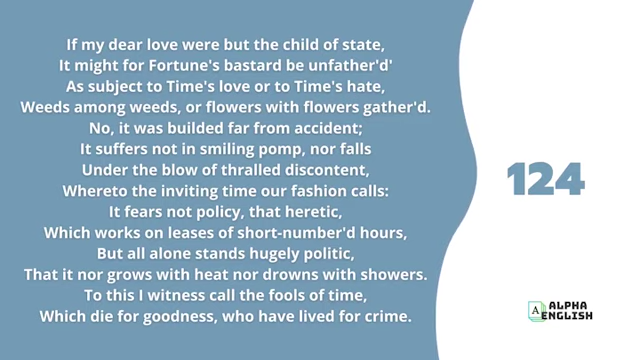 If my dear love were but the child of state,
It might for Fortune's bastard be unfather'd'
As subject to Time's love or to Time's hate,
Weeds among weeds, or flowers with flowers gather'd.
No, it was builded far from accident;
It suffers not in smiling pomp, nor falls
Under the blow of thralled discontent,
Whereto the inviting time our fashion calls:
It fears not policy, that heretic,
Which works on leases of short-number'd hours,
But all alone stands hugely politic,
That it nor grows with heat nor drowns with showers.
To this I witness call the fools of time,
Which die for goodness, who have lived for crime.
124
A
ALPHA
ENGLISH